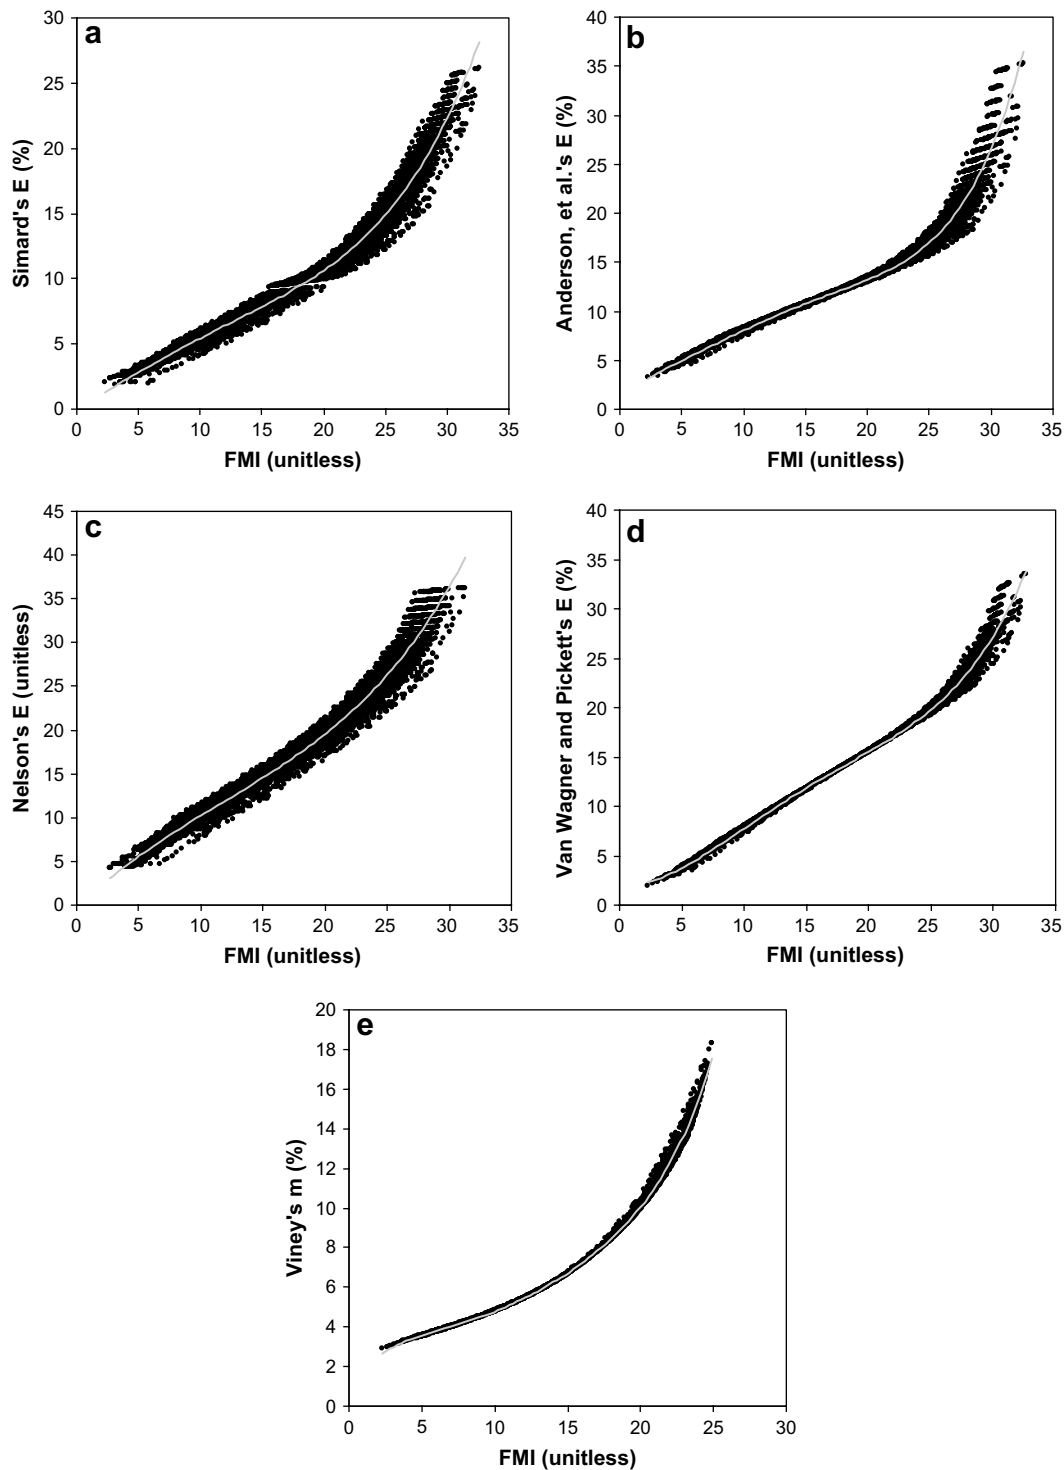 a
30
25
20
15
10
5
0
Simard's E (%)
0 5 10 15 20 25 30 35
FMI (unitless)
b
40
35
30
25
20
15
10
5
0
Anderson, et al.'s E (%)
0 5 10 15 20 25 30 35
FMI (unitless)
c
45
40
35
30
25
20
15
10
5
0
Nelson's E (unitless)
0 5 10 15 20 25 30 35
FMI (unitless)
d
40
35
30
25
20
15
10
5
0
Van Wagner and Pickett's E (%)
0 5 10 15 20 25 30 35
FMI (unitless)
e
20
18
16
14
12
10
8
6
4
2
0
Viney's m (%)
0 5 10 15 20 25 30
FMI (unitless)